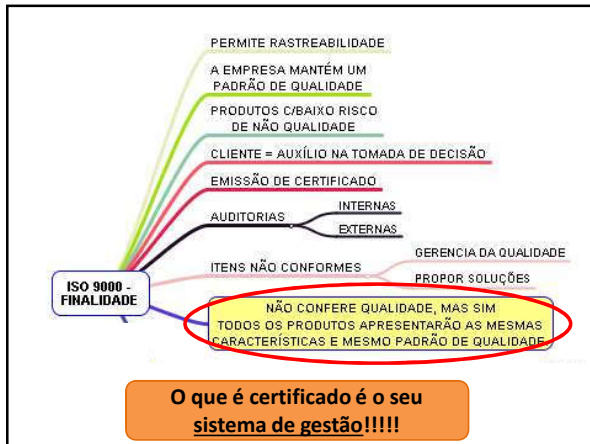 PERMITE RASTREABILIDADE
A EMPRESA MANTÉM UM
PADRÃO DE QUALIDADE
PRODUTOS C/BAIXO RISCO
DE NÃO QUALIDADE
CLIENTE = AUXÍLIO NA TOMADA DE DECISÃO
EMISSÃO DE CERTIFICADO
AUDITORIAS
INTERNAS
EXTERNAS
ITENS NÃO CONFORMES
GERENCIA DA QUALIDADE
PROPOR SOLUÇÕES
ISO 9000 -
FINALIDADE
NÃO CONFERE QUALIDADE, MAS SIM
TODOS OS PRODUTOS APRESENTARÃO AS MESMAS
CARACTERÍSTICAS E MESMO PADRÃO DE QUALIDADE
O que é certificado é o seu
sistema de gestão!!!!!